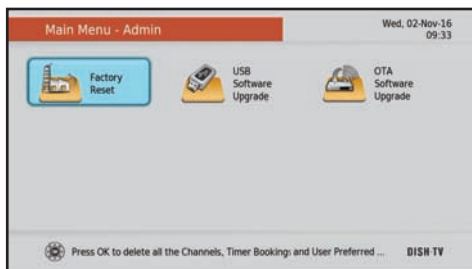 Main Menu - Admin
Wed, 02-Nov-16
09:33
Factory
Reset
USB
Software
Upgrade
OTA
Software
Upgrade
Press OK to delete all the Channels, Timer Bookings and User Preferred ...
DISH TV